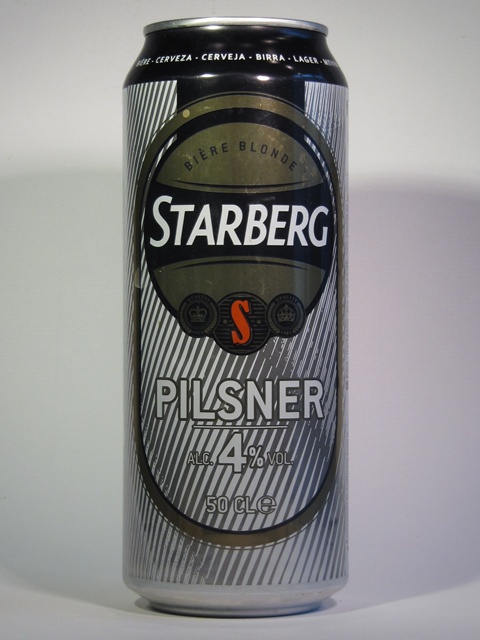 BIÈRE - CERVEZA - CERVEJA - BIRRA - LAGER -
BIÈRE BLONDE
STARBERG
S
PILSNER
ALC. 4% VOL.
50 CL ℮